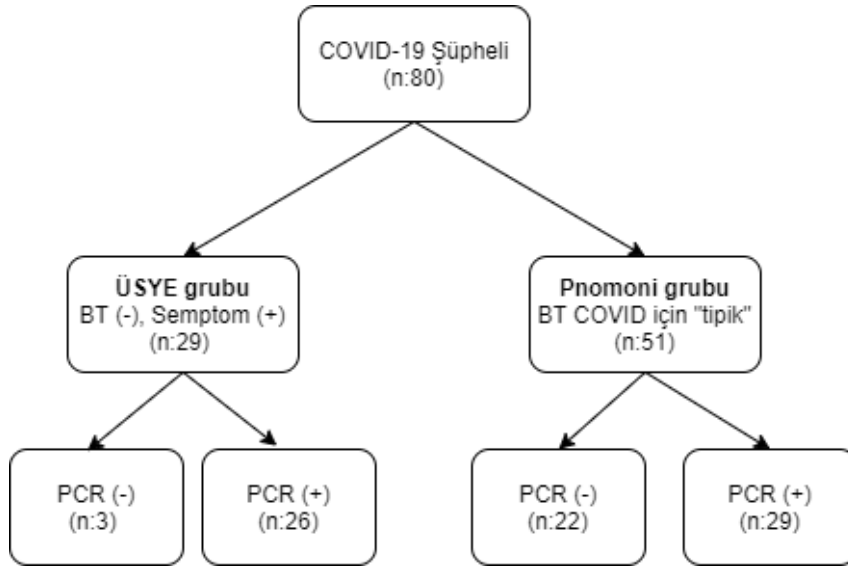 COVID-19 Şüpheli
(n:80)
ÜSYE grubu
BT (-), Semptom (+)
(n:29)
Pnomoni grubu
BT COVID için "tipik"
(n:51)
PCR (-)
(n:3)
PCR (+)
(n:26)
PCR (-)
(n:22)
PCR (+)
(n:29)